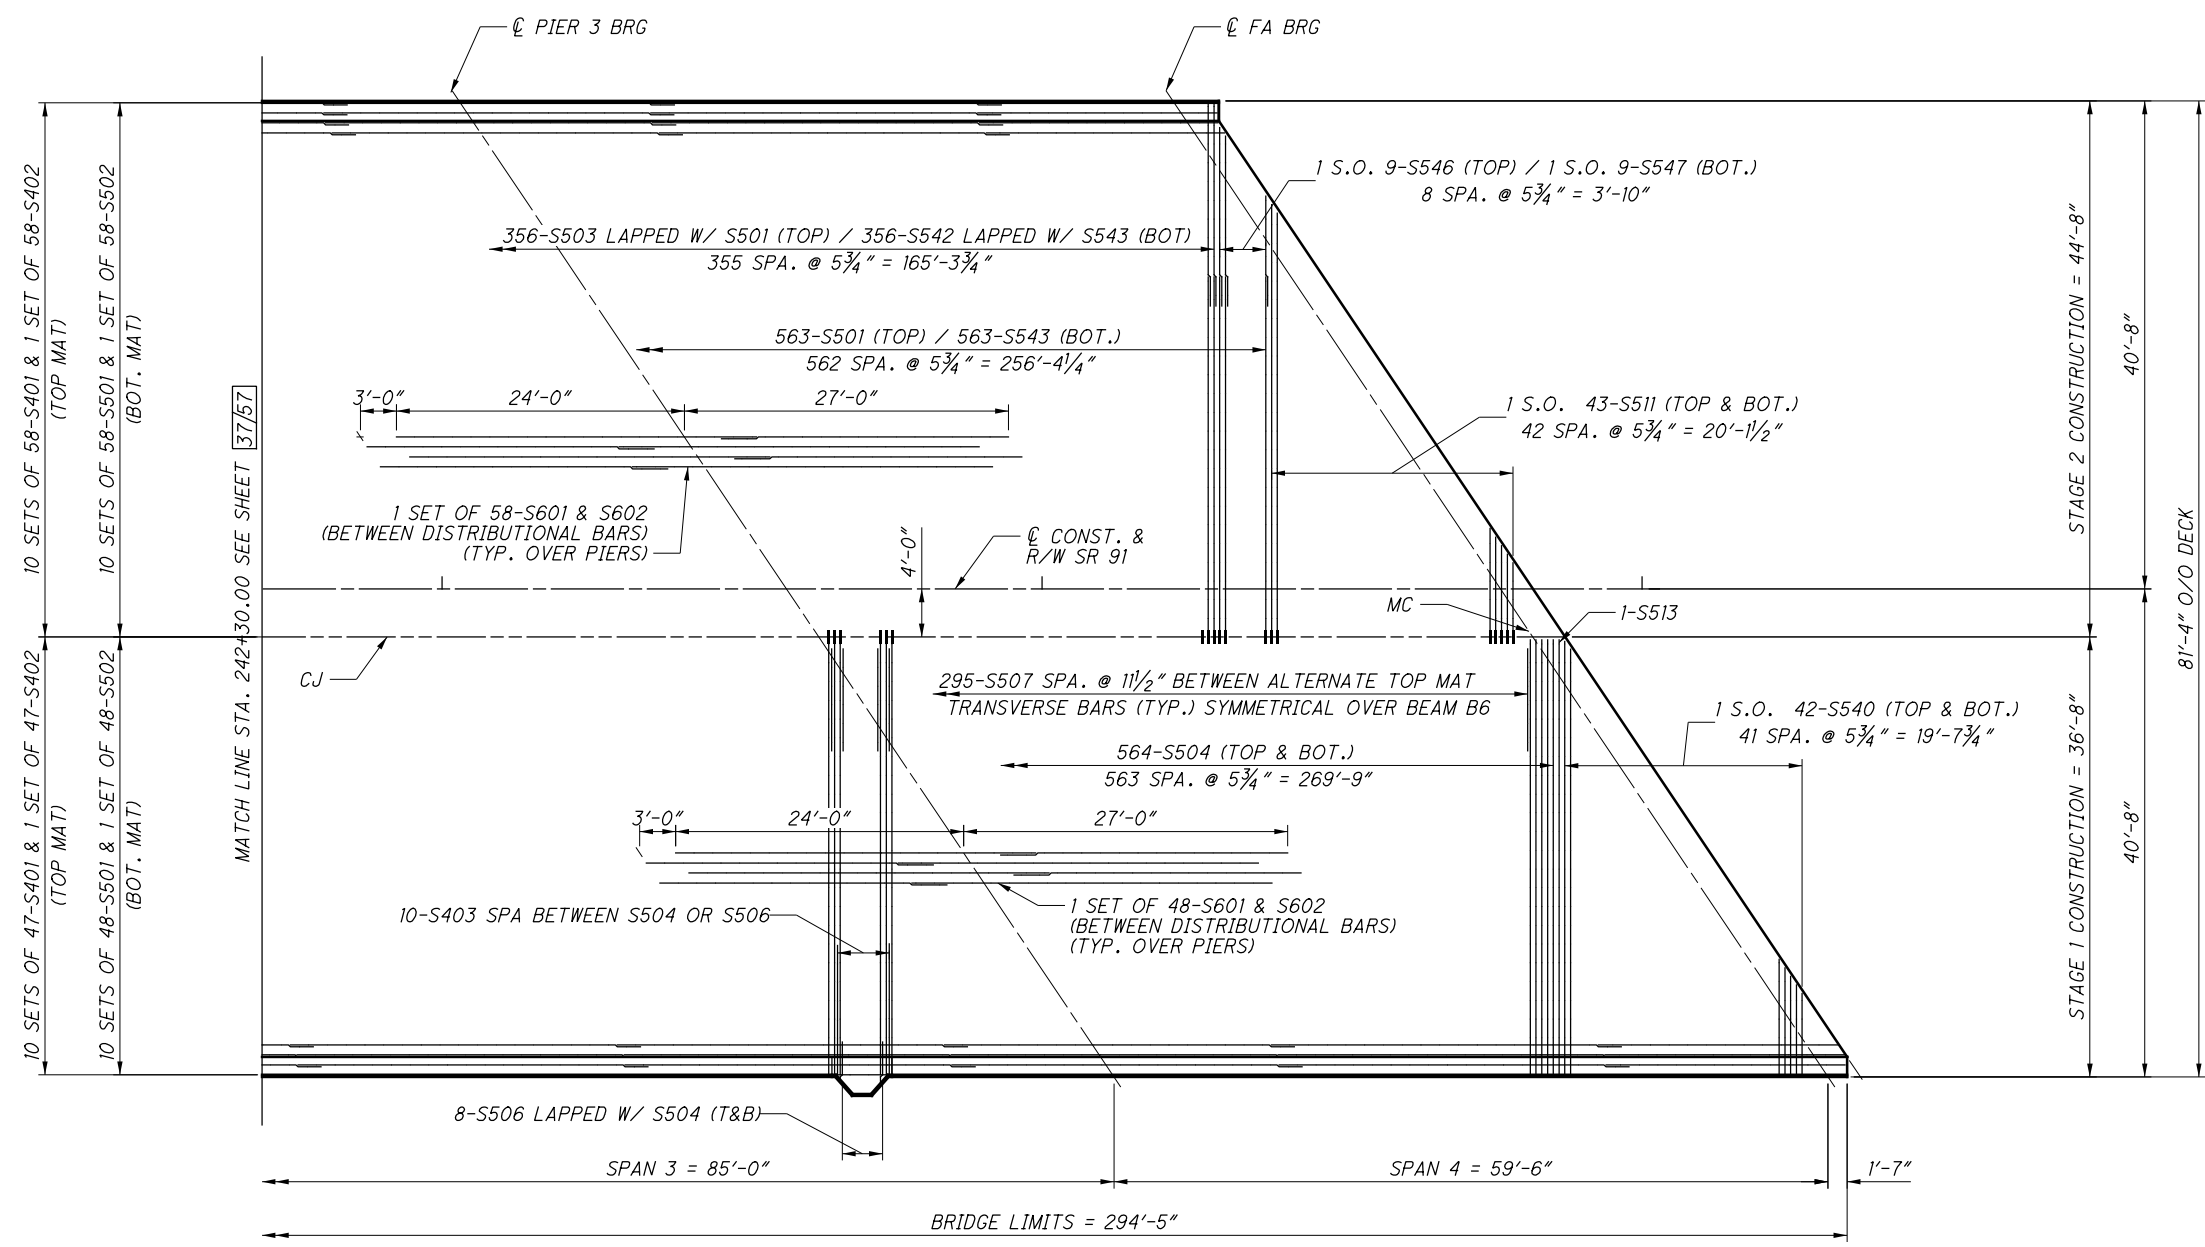 ℄ PIER 3 BRG
℄ FA BRG
1 S.O. 9-S546 (TOP) / 1 S.O. 9-S547 (BOT.)
8 SPA. @ 5¾" = 3'-10"
356-S503 LAPPED W/ S501 (TOP) / 356-S542 LAPPED W/ S543 (BOT)
355 SPA. @ 5¾" = 165'-3¾"
563-S501 (TOP) / 563-S543 (BOT.)
562 SPA. @ 5¾" = 256'-4¼"
3'-0"
24'-0"
27'-0"
1 S.O. 43-S511 (TOP & BOT.)
42 SPA. @ 5¾" = 20'-1½"
1 SET OF 58-S601 & S602
(BETWEEN DISTRIBUTIONAL BARS)
(TYP. OVER PIERS)
4'-0"
℄ CONST. &
R/W SR 91
MC
1-S513
CJ
295-S507 SPA. @ 11½" BETWEEN ALTERNATE TOP MAT
TRANSVERSE BARS (TYP.) SYMMETRICAL OVER BEAM B6
1 S.O. 42-S540 (TOP & BOT.)
41 SPA. @ 5¾" = 19'-7¾"
564-S504 (TOP & BOT.)
563 SPA. @ 5¾" = 269'-9"
3'-0"
24'-0"
27'-0"
10-S403 SPA BETWEEN S504 OR S506
1 SET OF 48-S601 & S602
(BETWEEN DISTRIBUTIONAL BARS)
(TYP. OVER PIERS)
8-S506 LAPPED W/ S504 (T&B)
SPAN 3 = 85'-0"
SPAN 4 = 59'-6"
1'-7"
BRIDGE LIMITS = 294'-5"
10 SETS OF 58-S401 & 1 SET OF 58-S402
(TOP MAT)
10 SETS OF 58-S501 & 1 SET OF 58-S502
(BOT. MAT)
10 SETS OF 47-S401 & 1 SET OF 47-S402
(TOP MAT)
10 SETS OF 48-S501 & 1 SET OF 48-S502
(BOT. MAT)
MATCH LINE STA. 242+30.00 SEE SHEET 37/57
STAGE 2 CONSTRUCTION = 44'-8"
STAGE 1 CONSTRUCTION = 36'-8"
40'-8"
40'-8"
81'-4" O/O DECK